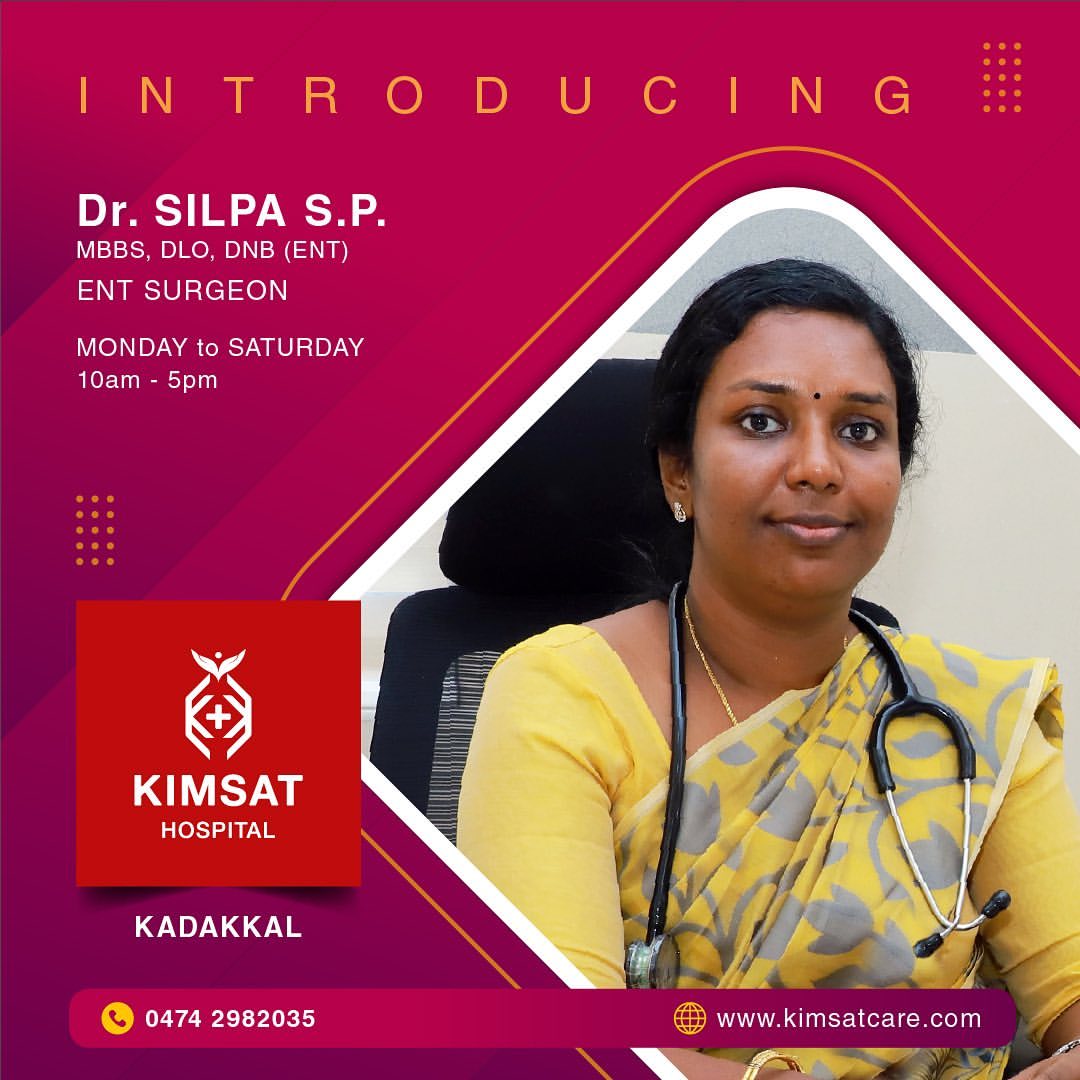 INTRODUCING
Dr. SILPA S.P.
MBBS, DLO, DNB (ENT)
ENT SURGEON
MONDAY to SATURDAY
10am - 5pm
KIMSAT
HOSPITAL
KADAKKAL
0474 2982035
www.kimsatcare.com